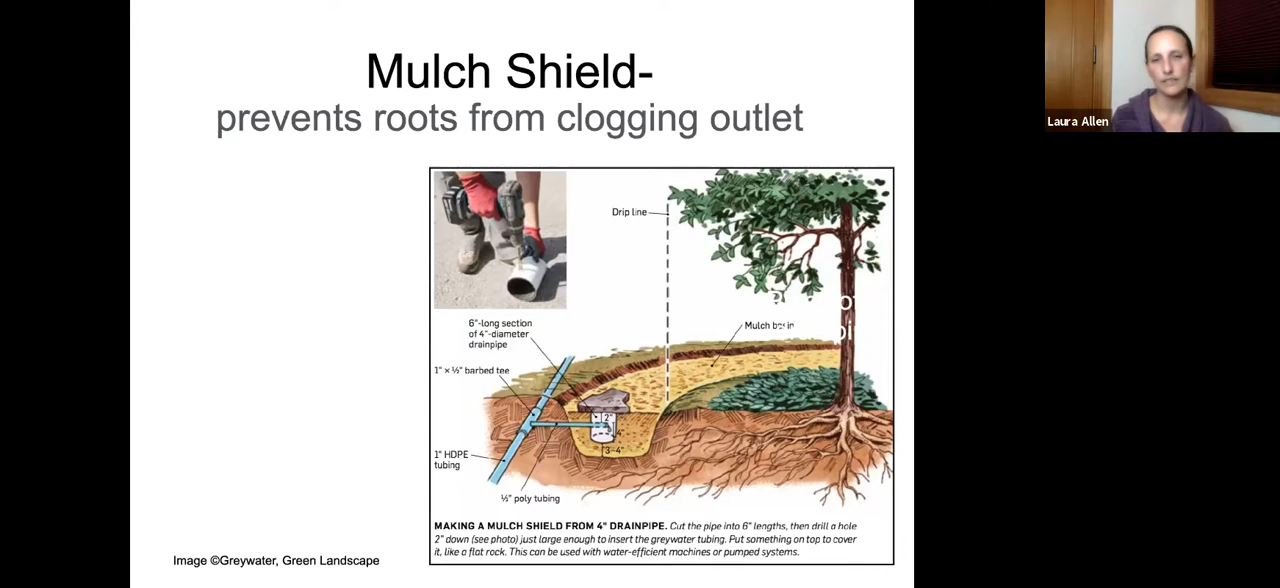 Mulch Shield-
prevents roots from clogging outlet
Laura Allen
Drip line
6"-long section
of 4"-diameter
drainpipe
Mulch
1" × ½" barbed tee
2"
4"
3-4"
1" HDPE
tubing
½" poly tubing
MAKING A MULCH SHIELD FROM 4" DRAINPIPE. Cut the pipe into 6" lengths, then drill a hole
2" down (see photo) just large enough to insert the greywater tubing. Put something on top to cover
it, like a flat rock. This can be used with water-efficient machines or pumped systems.
Image ©Greywater, Green Landscape